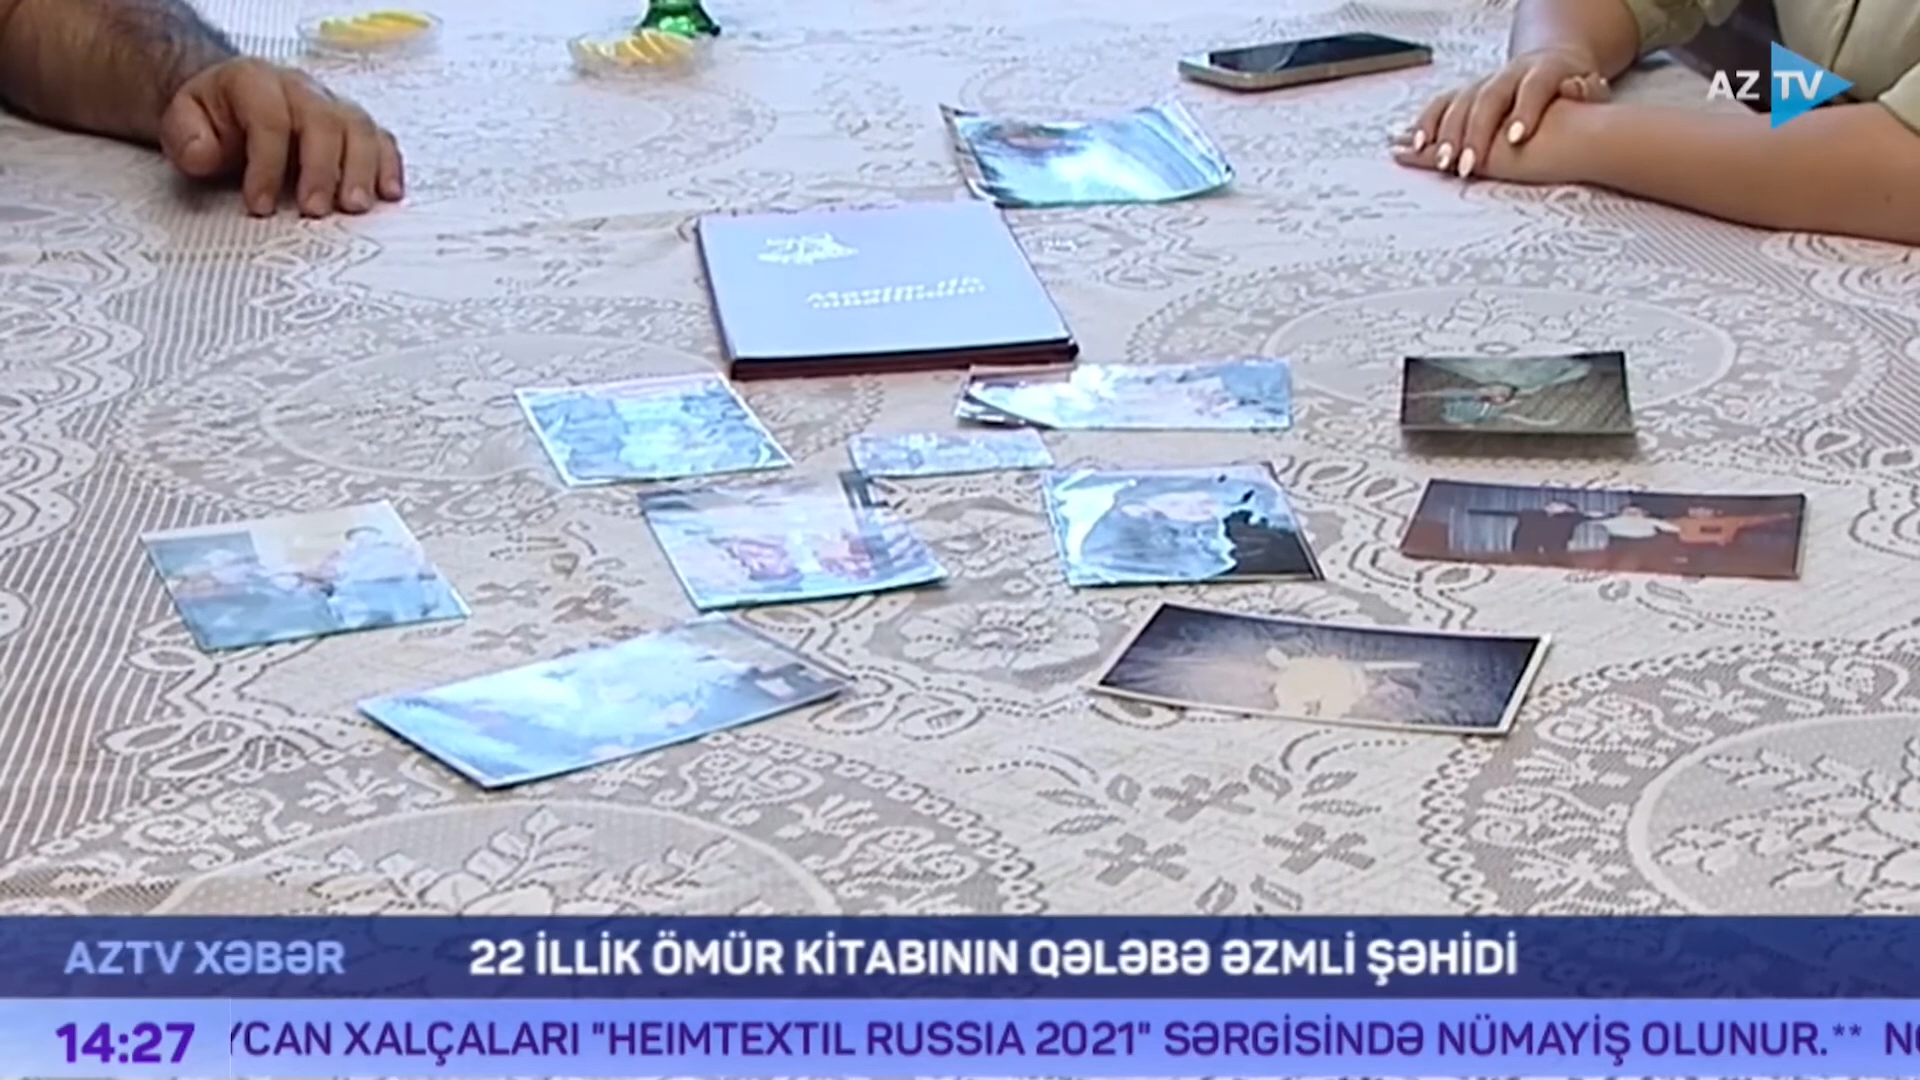 AZ TV
AZTV XƏBƏR
22 İLLİK ÖMÜR KİTABININ QƏLƏBƏ ƏZMLİ ŞƏHİDİ
14:27
YCAN XALÇALARI "HEIMTEXTIL RUSSIA 2021" SƏRGİSİNDƏ NÜMAYİŞ OLUNUR.**